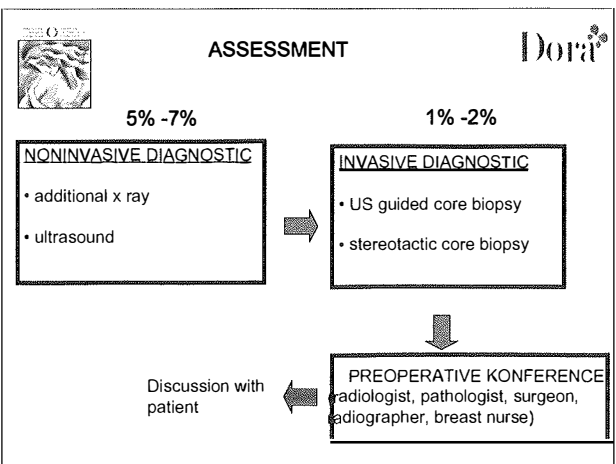 ASSESSMENT
Dora
5% -7%
1% -2%
NONINVASIVE DIAGNOSTIC
• additional x ray
• ultrasound
INVASIVE DIAGNOSTIC
• US guided core biopsy
• stereotactic core biopsy
PREOPERATIVE KONFERENCE
radiologist, pathologist, surgeon,
adiographer, breast nurse)
Discussion with
patient